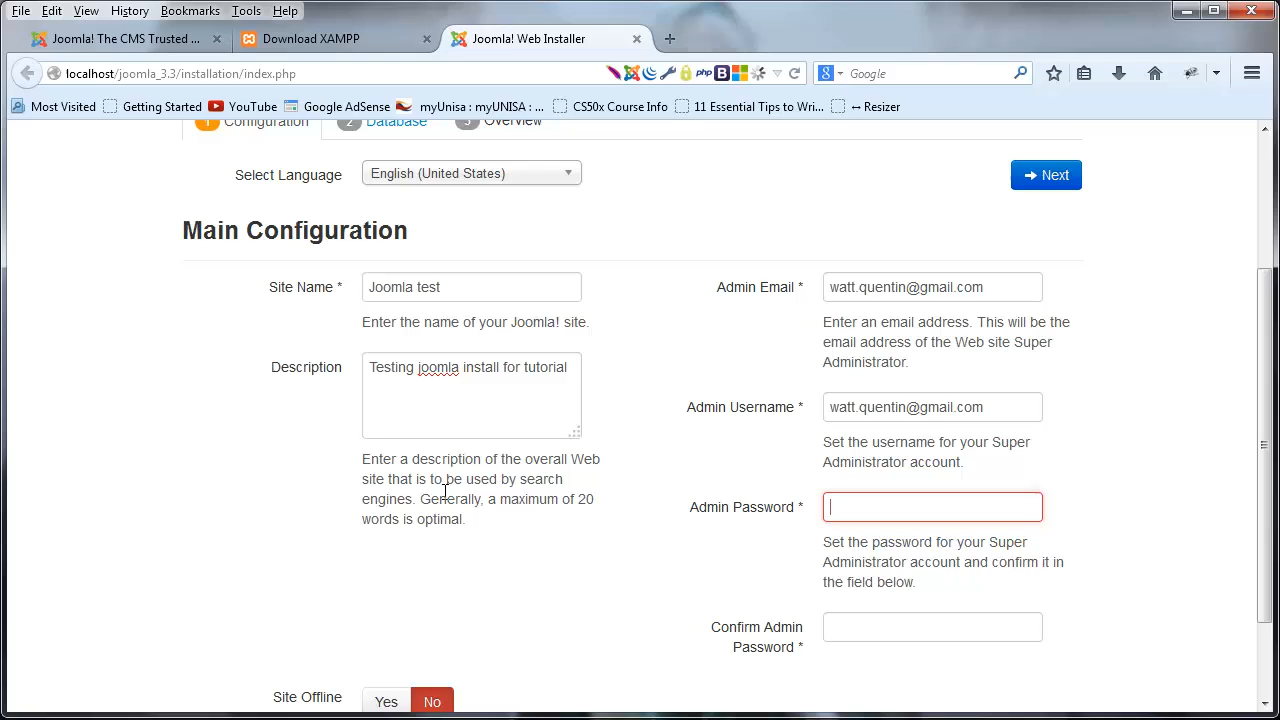 File Edit View History Bookmarks Tools Help
Joomla! The CMS Trusted ... × Download XAMPP × Joomla! Web Installer × +
localhost/joomla_3.3/installation/index.php php B Google
Most Visited Getting Started YouTube Google AdSense myUnisa : myUNISA : ... CS50x Course Info 11 Essential Tips to Wri... ↔ Resizer
1 Configuration 2 Database 3 Overview
Select Language English (United States) Next
Main Configuration
Site Name * Joomla test
Enter the name of your Joomla! site.
Description Testing joomla install for tutorial
Enter a description of the overall Web
site that is to be used by search
engines. Generally, a maximum of 20
words is optimal.
Admin Email * watt.quentin@gmail.com
Enter an email address. This will be the
email address of the Web site Super
Administrator.
Admin Username * watt.quentin@gmail.com
Set the username for your Super
Administrator account.
Admin Password *
Set the password for your Super
Administrator account and confirm it in
the field below.
Confirm Admin
Password *
Site Offline Yes No